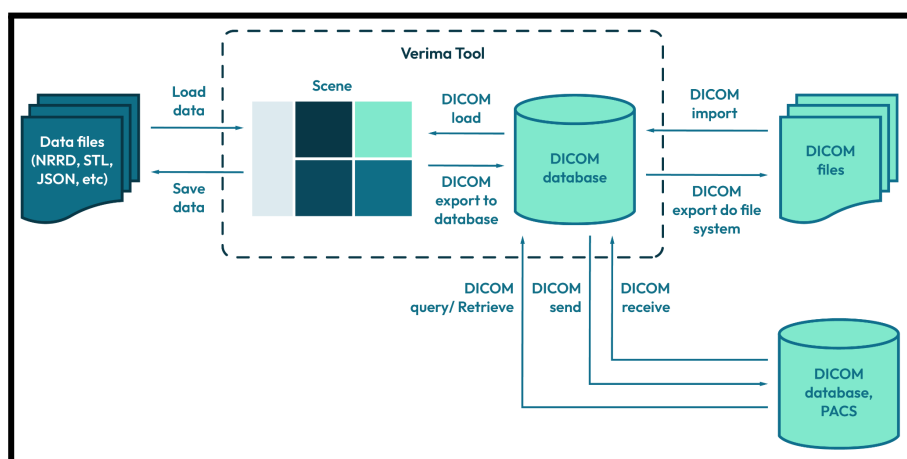 Verima Tool
Load
data
Scene
DICOM
load
DICOM
import
Data files
(NRRD, STL,
JSON, etc)
DICOM
database
DICOM
files
Save
data
DICOM
export to
database
DICOM
export do file
system
DICOM
query/ Retrieve
DICOM
send
DICOM
receive
DICOM
database,
PACS